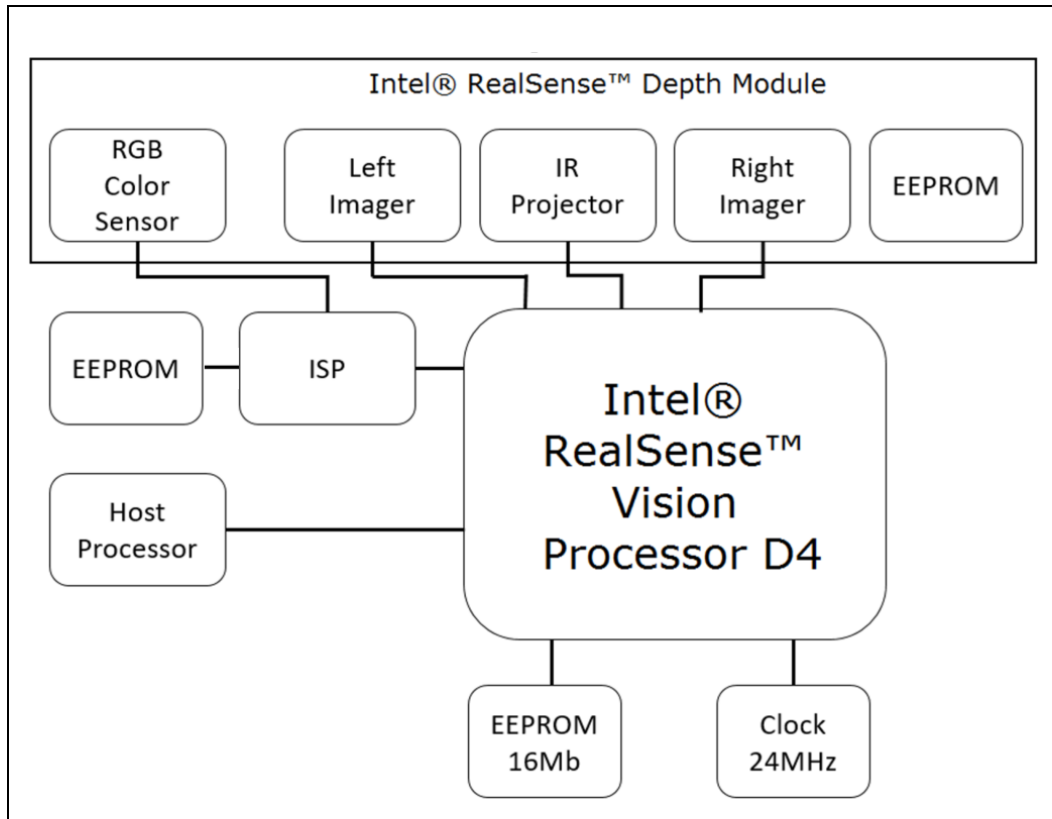 Intel® RealSense™ Depth Module
RGB
Color
Sensor
Left
Imager
IR
Projector
Right
Imager
EEPROM
EEPROM
ISP
Intel®
RealSense™
Vision
Processor D4
Host
Processor
EEPROM
16Mb
Clock
24MHz